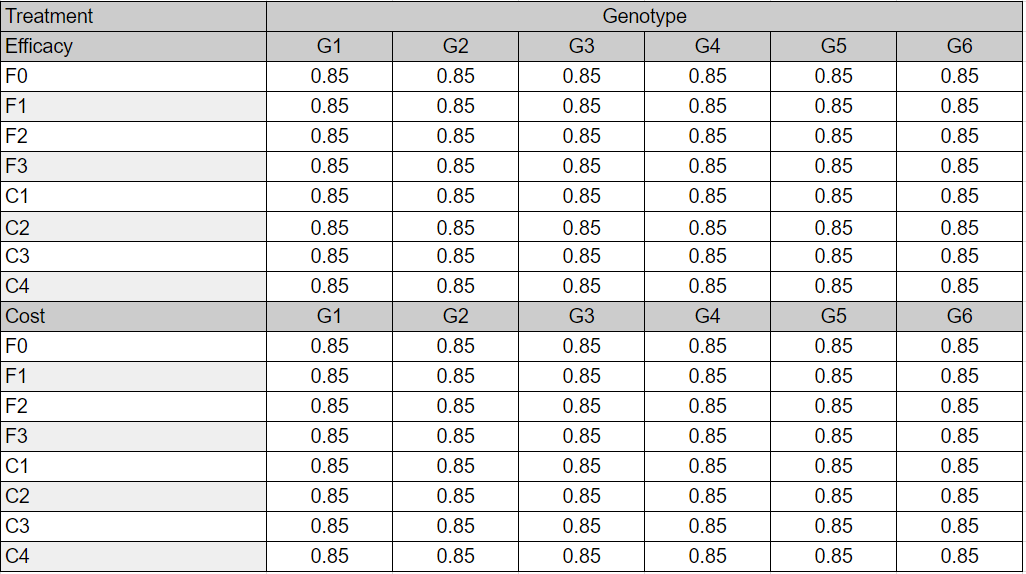 Treatment Genotype
Efficacy G1 G2 G3 G4 G5 G6
F0 0.85 0.85 0.85 0.85 0.85 0.85
F1 0.85 0.85 0.85 0.85 0.85 0.85
F2 0.85 0.85 0.85 0.85 0.85 0.85
F3 0.85 0.85 0.85 0.85 0.85 0.85
C1 0.85 0.85 0.85 0.85 0.85 0.85
C2 0.85 0.85 0.85 0.85 0.85 0.85
C3 0.85 0.85 0.85 0.85 0.85 0.85
C4 0.85 0.85 0.85 0.85 0.85 0.85
Cost G1 G2 G3 G4 G5 G6
F0 0.85 0.85 0.85 0.85 0.85 0.85
F1 0.85 0.85 0.85 0.85 0.85 0.85
F2 0.85 0.85 0.85 0.85 0.85 0.85
F3 0.85 0.85 0.85 0.85 0.85 0.85
C1 0.85 0.85 0.85 0.85 0.85 0.85
C2 0.85 0.85 0.85 0.85 0.85 0.85
C3 0.85 0.85 0.85 0.85 0.85 0.85
C4 0.85 0.85 0.85 0.85 0.85 0.85